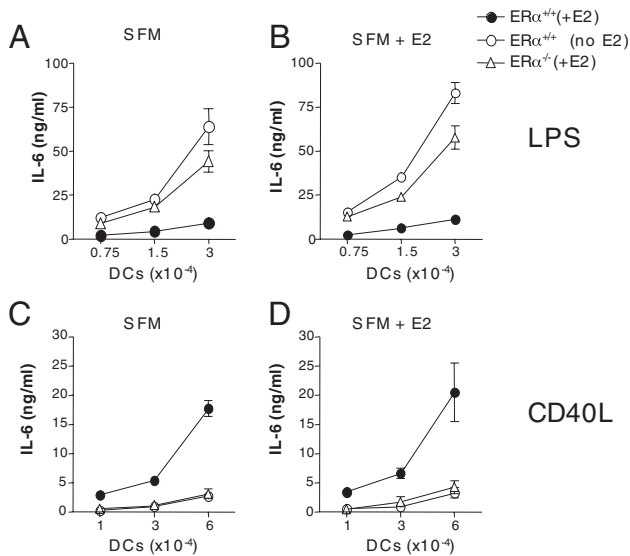 A
SFM
B
SFM + E2
ERα+/+ (+E2)
ERα+/+ (no E2)
ERα-/- (+E2)
IL-6 (ng/ml)
100
75
50
25
0
0.75 1.5 3
DCs (x10-4)
IL-6 (ng/ml)
100
75
50
25
0
0.75 1.5 3
DCs (x10-4)
LPS
C
SFM
D
SFM + E2
IL-6 (ng/ml)
30
25
20
15
10
5
0
1 3 6
DCs (x10-4)
IL-6 (ng/ml)
30
25
20
15
10
5
0
1 3 6
DCs (x10-4)
CD40L